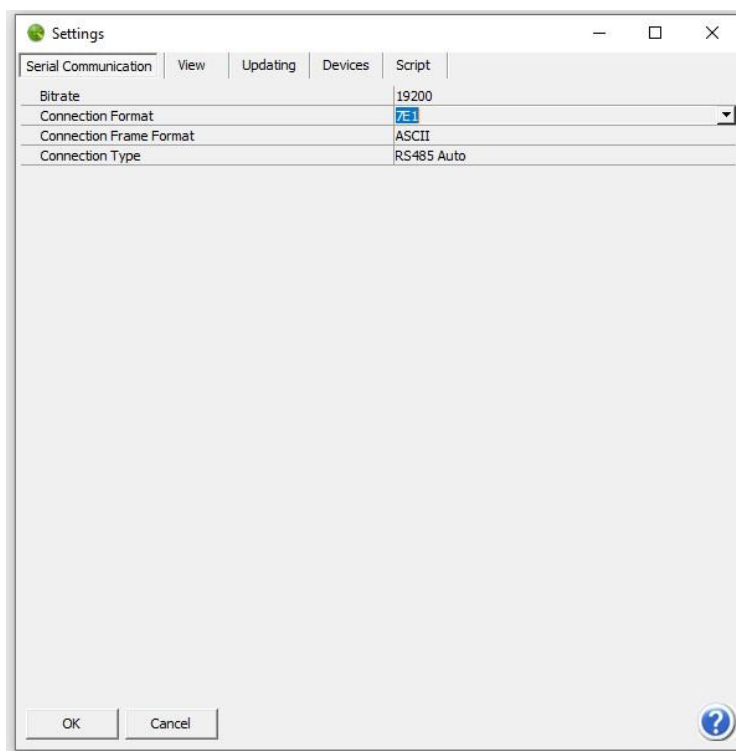 Settings
Serial Communication View Updating Devices Script
Bitrate 19200
Connection Format 7E1
Connection Frame Format ASCII
Connection Type RS485 Auto
OK Cancel ?